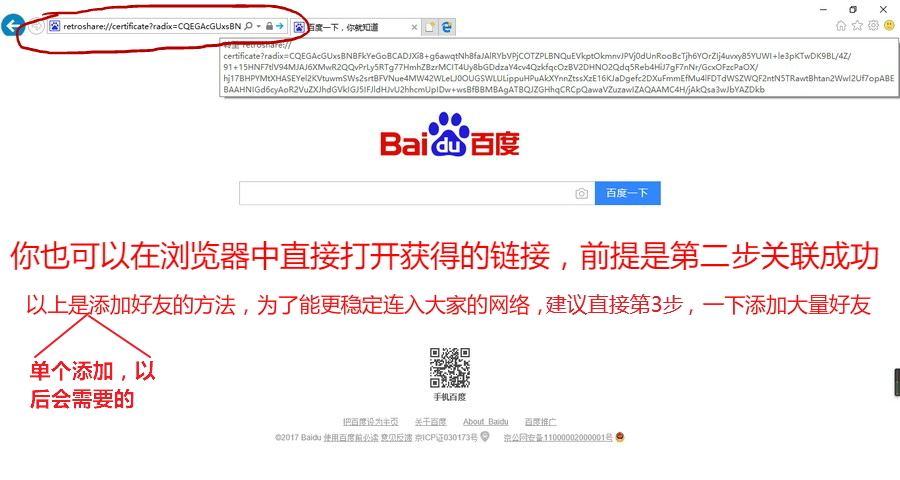 retroshare://certificate?radix=CQEGAcGUxsBN
百度一下，你就知道
转至 retroshare://
certificate?radix=CQEGAcGUxsBNBFkYeGoBCADJXi8+g6awqtNh8faJAlRYbVPjCOTZPLBNQuEVkptOkmnvJPVj0dUnRooBcTjh6YOrZij4uvxy85YUWI+le3pKTwDK9BL/4Z/
91+15HNF7tlV94MJAJ6XMwR2QQvPrLy5RTg77HmhZBzrMCIT4Uy8bGDdzaY4cv4QzkfqcOzBV2DHNO2Qdq5Reb4HiJ7gF7nNr/GcxOFzcPaOX/
Bai du 百度
百度一下
你也可以在浏览器中直接打开获得的链接，前提是第二步关联成功
以上是添加好友的方法，为了能更稳定连入大家的网络，建议直接第3步，一下添加大量好友
单个添加，以
后会需要的
手机百度
把百度设为主页 关于百度 About Baidu 百度推广
©2017 Baidu 使用百度前必读 意见反馈 京ICP证030173号 京公网安备11000002000001号